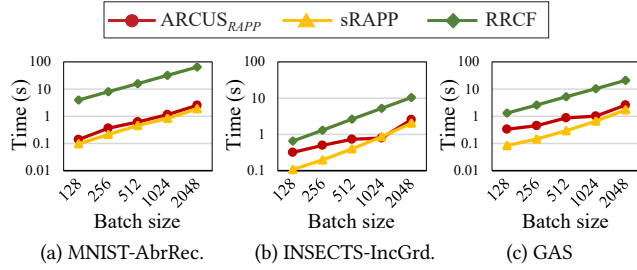 ARCUS_RAPP sRAPP RRCF
Time (s)
100
10
1
0.1
0.01
128 256 512 1024 2048
Batch size
(a) MNIST-AbrRec.
Time (s)
100
10
1
0.1
128 256 512 1024 2048
Batch size
(b) INSECTS-IncGrd.
Time (s)
100
10
1
0.1
0.01
128 256 512 1024 2048
Batch size
(c) GAS